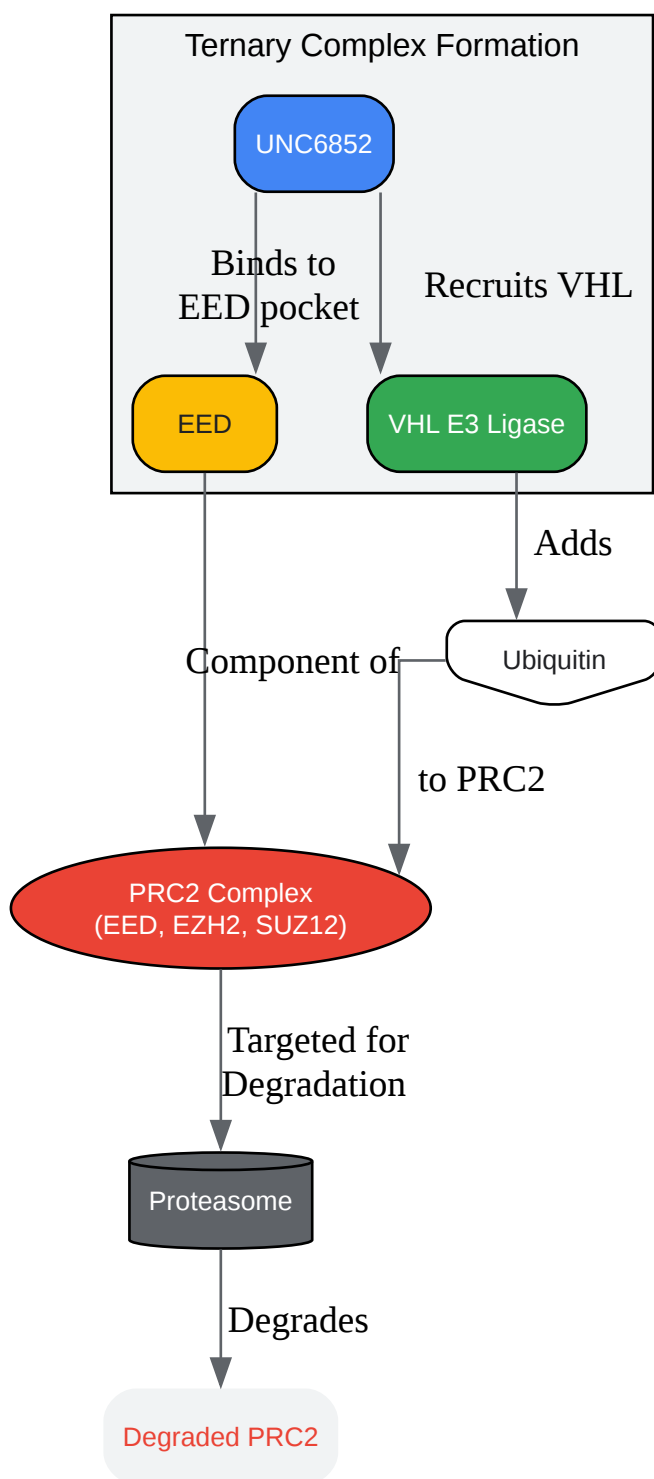 Ternary Complex Formation
UNC6852
Binds to
EED pocket
Recruits VHL
EED
VHL E3 Ligase
Adds
Ubiquitin
Component of
to PRC2
PRC2 Complex
(EED, EZH2, SUZ12)
Targeted for
Degradation
Proteasome
Degrades
Degraded PRC2